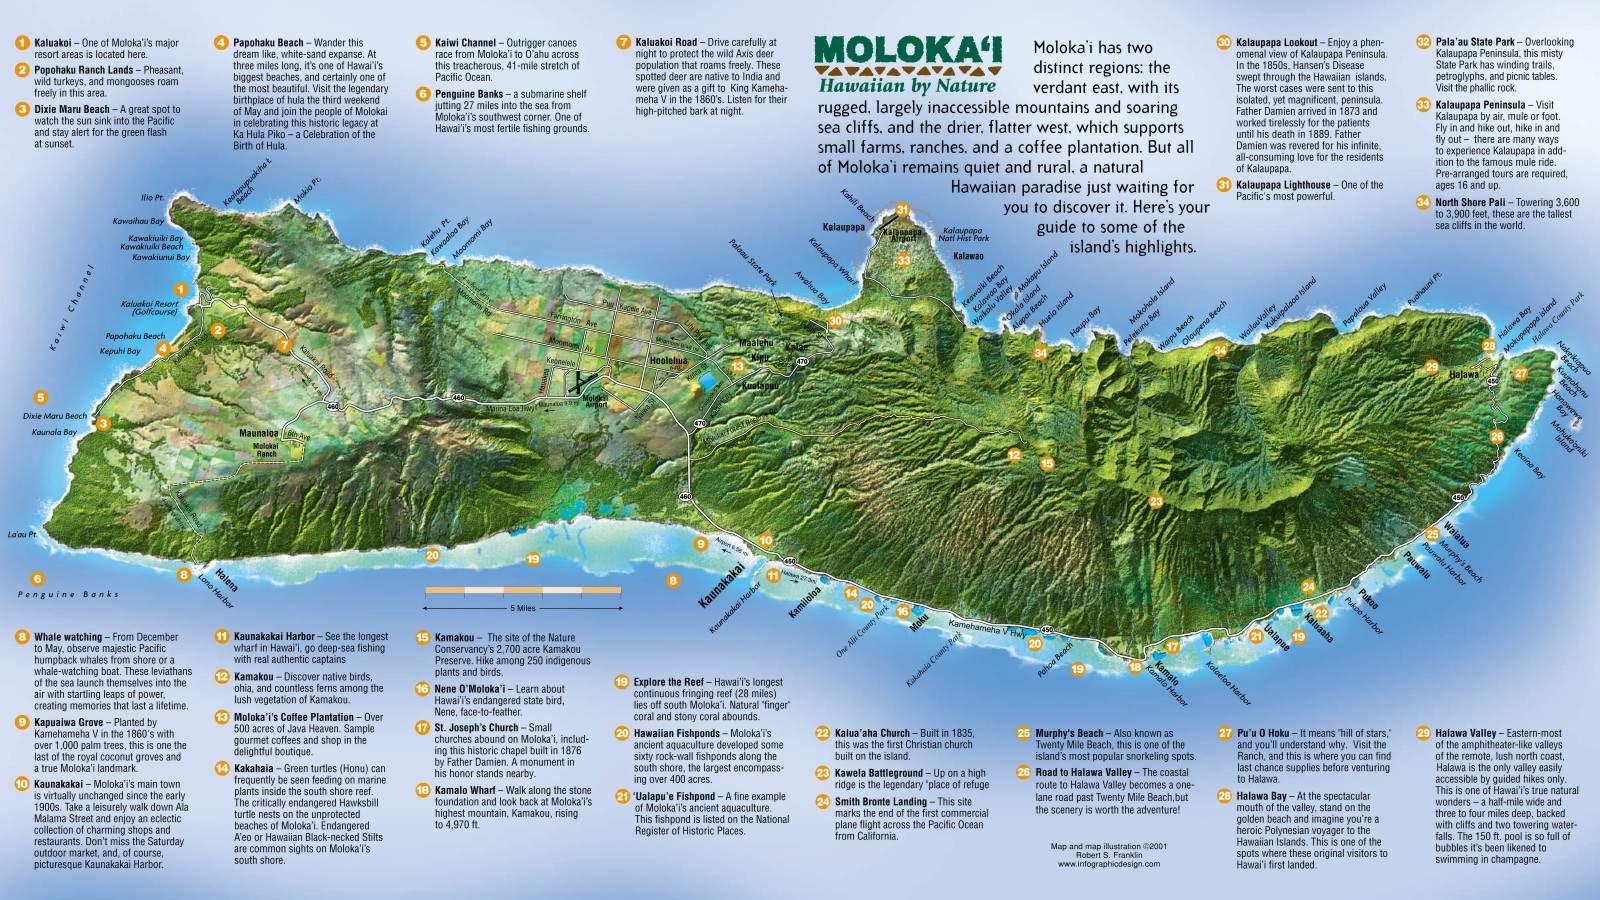 1 Kaluakoi – One of Moloka'i's major
resort areas is located here.
2 Popohaku Ranch Lands – Pheasant,
wild turkeys, and mongooses roam
freely in this area.
3 Dixie Maru Beach – A great spot to
watch the sun sink into the Pacific
and stay alert for the green flash
at sunset.
4 Papohaku Beach – Wander this
dream like, white-sand expanse. At
three miles long, it's one of Hawai'i's
biggest beaches, and certainly one of
the most beautiful. Visit the legendary
birthplace of hula the third weekend
of May and join the people of Molokai
in celebrating this historic legacy at
Ka Hula Piko – a Celebration of the
Birth of Hula.
5 Kaiwi Channel – Outrigger canoes
race from Moloka'i to O'ahu across
this treacherous, 41-mile stretch of
Pacific Ocean.
6 Penguine Banks – a submarine shelf
jutting 27 miles into the sea from
Moloka'i's southwest corner. One of
Hawai'i's most fertile fishing grounds.
7 Kaluakoi Road – Drive carefully at
night to protect the wild Axis deer
population that roams freely. These
spotted deer are native to India and
were given as a gift to King Kameha-
meha V in the 1860's. Listen for their
high-pitched bark at night.
MOLOKA'I
Hawaiian by Nature
Moloka'i has two
distinct regions: the
verdant east, with its
rugged, largely inaccessible mountains and soaring
sea cliffs, and the drier, flatter west, which supports
small farms, ranches, and a coffee plantation. But all
of Moloka'i remains quiet and rural, a natural
Hawaiian paradise just waiting for
you to discover it. Here's your
guide to some of the
island's highlights.
30 Kalaupapa Lookout – Enjoy a phen-
omenal view of Kalaupapa Peninsula.
In the 1850s, Hansen's Disease
swept through the Hawaiian islands.
The worst cases were sent to this
isolated, yet magnificent, peninsula.
Father Damien arrived in 1873 and
worked tirelessly for the patients
until his death in 1889. Father
Damien was revered for his infinite,
all-consuming love for the residents
of Kalaupapa.
31 Kalaupapa Lighthouse – One of the
Pacific's most powerful.
32 Pala'au State Park – Overlooking
Kalaupapa Peninsula, this misty
State Park has winding trails,
petroglyphs, and picnic tables.
Visit the phallic rock.
33 Kalaupapa Peninsula – Visit
Kalaupapa by air, mule or foot.
Fly in and hike out, hike in and
fly out – there are many ways
to experience Kalaupapa in add-
ition to the famous mule ride.
Pre-arranged tours are required,
ages 16 and up.
34 North Shore Pali – Towering 3,600
to 3,900 feet, these are the tallest
sea cliffs in the world.
Ilio Pt.
Beach
Mokio Pt.
Kawaihau Bay
Kawakiuiki Bay
Kawakiuiki Beach
Kawakiunui Bay
Kaiwi Channel
Kaluakoi Resort
(Golfcourse)
Papohaku Beach
Kepuhi Bay
Dixie Maru Beach
Kaunala Bay
La'au Pt.
Penguine Banks
Kalehu Pt.
Kawaaloa Bay
Moomomi Bay
Palaau State Park
Awahua Bay
Kalaupapa Wharf
Kahili Beach
Kalaupapa
Kalaupapa
Airport
Kalaupapa
Natl Hist Park
Kalawao
Keawaiki Beach
Kalawao Bay
Waikolu Valley
Okala Island
Mokapu Island
Huelo Island
Haupu Bay
Pelekunu Bay
Mokohola Island
Waipu Beach
Oloupena Beach
Wailau Valley
Kukuipalaoa Island
Papalaua Valley
Puahauni Pt.
Halawa Bay
Mokupapapa Island
Halawa County Park
Halawa
Keaina Bay
Farrington Ave
Puu Kapele Ave
Hoolehua
Maalehu
Kipu
Kalae
Kualapuu
Molokai
Airport
Mauna Loa Hwy
Maunaloa
Molokai
Ranch
460
460
460
470
470
450
450
450
450
Halena
Lono Harbor
Kaunakakai
Kaunakakai Harbor
Kamiloloa
One Alii County Park
Moku
Kakahaia County Park
Kamehameha V Hwy
Pahoa Beach
Kamalo
Kamalo Harbor
Kaleeloa Harbor
Ualapue
Kaluaaha
Pukoo
Pukoo Harbor
Pauwalu
Pauwalu Harbor
Murphy's Beach
Waialua
5 Miles
8 Whale watching – From December
to May, observe majestic Pacific
humpback whales from shore or a
whale-watching boat. These leviathans
of the sea launch themselves into the
air with startling leaps of power,
creating memories that last a lifetime.
9 Kapuaiwa Grove – Planted by
Kamehameha V in the 1860's with
over 1,000 palm trees, this is one the
last of the royal coconut groves and
a true Moloka'i landmark.
10 Kaunakakai – Moloka'i's main town
is virtually unchanged since the early
1900s. Take a leisurely walk down Ala
Malama Street and enjoy an eclectic
collection of charming shops and
restaurants. Don't miss the Saturday
outdoor market, and, of course,
picturesque Kaunakakai Harbor.
11 Kaunakakai Harbor – See the longest
wharf in Hawai'i, go deep-sea fishing
with real authentic captains
12 Kamakou – Discover native birds,
ohia, and countless ferns among the
lush vegetation of Kamakou.
13 Moloka'i's Coffee Plantation – Over
500 acres of Java Heaven. Sample
gourmet coffees and shop in the
delightful boutique.
14 Kakahaia – Green turtles (Honu) can
frequently be seen feeding on marine
plants inside the south shore reef.
The critically endangered Hawksbill
turtle nests on the unprotected
beaches of Moloka'i. Endangered
A'eo or Hawaiian Black-necked Stilts
are common sights on Moloka'i's
south shore.
15 Kamakou – The site of the Nature
Conservancy's 2,700 acre Kamakou
Preserve. Hike among 250 indigenous
plants and birds.
16 Nene O'Moloka'i – Learn about
Hawai'i's endangered state bird,
Nene, face-to-feather.
17 St. Joseph's Church – Small
churches abound on Moloka'i, includ-
ing this historic chapel built in 1876
by Father Damien. A monument in
his honor stands nearby.
18 Kamalo Wharf – Walk along the stone
foundation and look back at Moloka'i's
highest mountain, Kamakou, rising
to 4,970 ft.
19 Explore the Reef – Hawai'i's longest
continuous fringing reef (28 miles)
lies off south Moloka'i. Natural "finger"
coral and stony coral abounds.
20 Hawaiian Fishponds – Moloka'i's
ancient aquaculture developed some
sixty rock-wall fishponds along the
south shore, the largest encompass-
ing over 400 acres.
21 'Ualapu'e Fishpond – A fine example
of Moloka'i's ancient aquaculture.
This fishpond is listed on the National
Register of Historic Places.
22 Kalua'aha Church – Built in 1835,
this was the first Christian church
built on the island.
23 Kawela Battleground – Up on a high
ridge is the legendary "place of refuge
24 Smith Bronte Landing – This site
marks the end of the first commercial
plane flight across the Pacific Ocean
from California.
25 Murphy's Beach – Also known as
Twenty Mile Beach, this is one of the
island's most popular snorkeling spots.
26 Road to Halawa Valley – The coastal
route to Halawa Valley becomes a one-
lane road past Twenty Mile Beach,but
the scenery is worth the adventure!
Map and map illustration ©2001
Robert S. Franklin
www.infographicdesign.com
27 Pu'u O Hoku – It means "hill of stars,"
and you'll understand why. Visit the
Ranch, and this is where you can find
last chance supplies before venturing
to Halawa.
28 Halawa Bay – At the spectacular
mouth of the valley, stand on the
golden beach and imagine you're a
heroic Polynesian voyager to the
Hawaiian Islands. This is one of the
spots where these original visitors to
Hawai'i first landed.
29 Halawa Valley – Eastern-most
of the amphitheater-like valleys
of the remote, lush north coast,
Halawa is the only valley easily
accessible by guided hikes only.
This is one of Hawai'i's true natural
wonders – a half-mile wide and
three to four miles deep, backed
with cliffs and two towering water-
falls. The 150 ft. pool is so full of
bubbles it's been likened to
swimming in champagne.